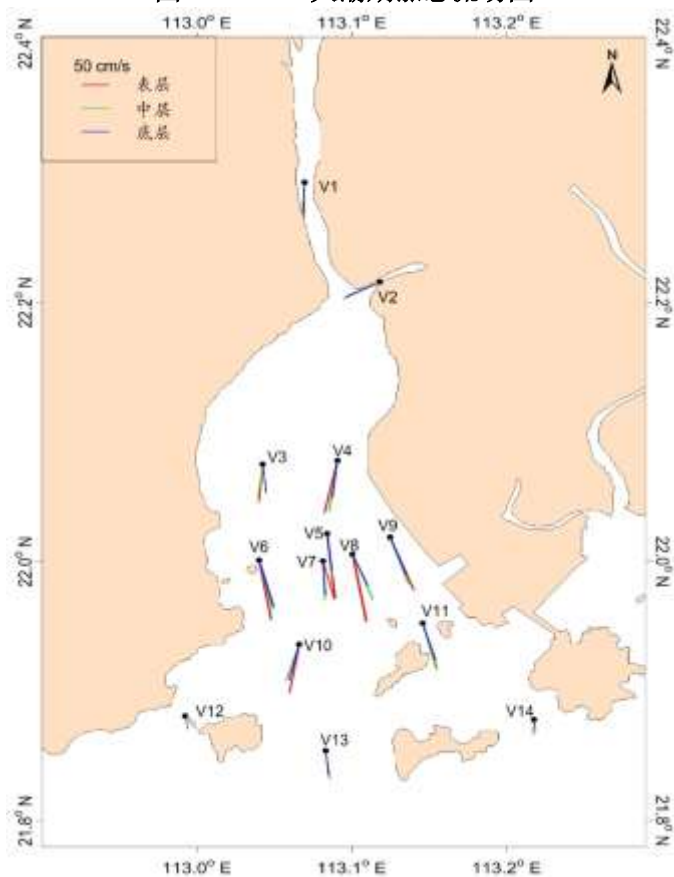 113.0° E 113.1° E 113.2° E
22.4° N 22.4° N
50 cm/s
表层
中层
底层
N
V1
V2
22.2° N 22.2° N
V3 V4
V5 V9
V6 V7 V8
22.0° N 22.0° N
V11
V10
V12 V14
V13
21.8° N 21.8° N
113.0° E 113.1° E 113.2° E